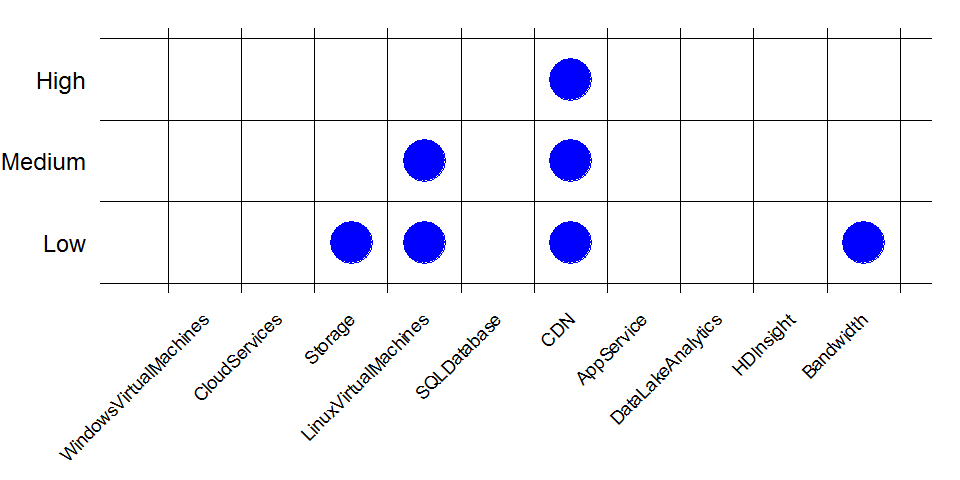 High
Medium
Low
WindowsVirtualMachines
CloudServices
Storage
LinuxVirtualMachines
SQLDatabase
CDN
AppService
DataLakeAnalytics
HDInsight
Bandwidth